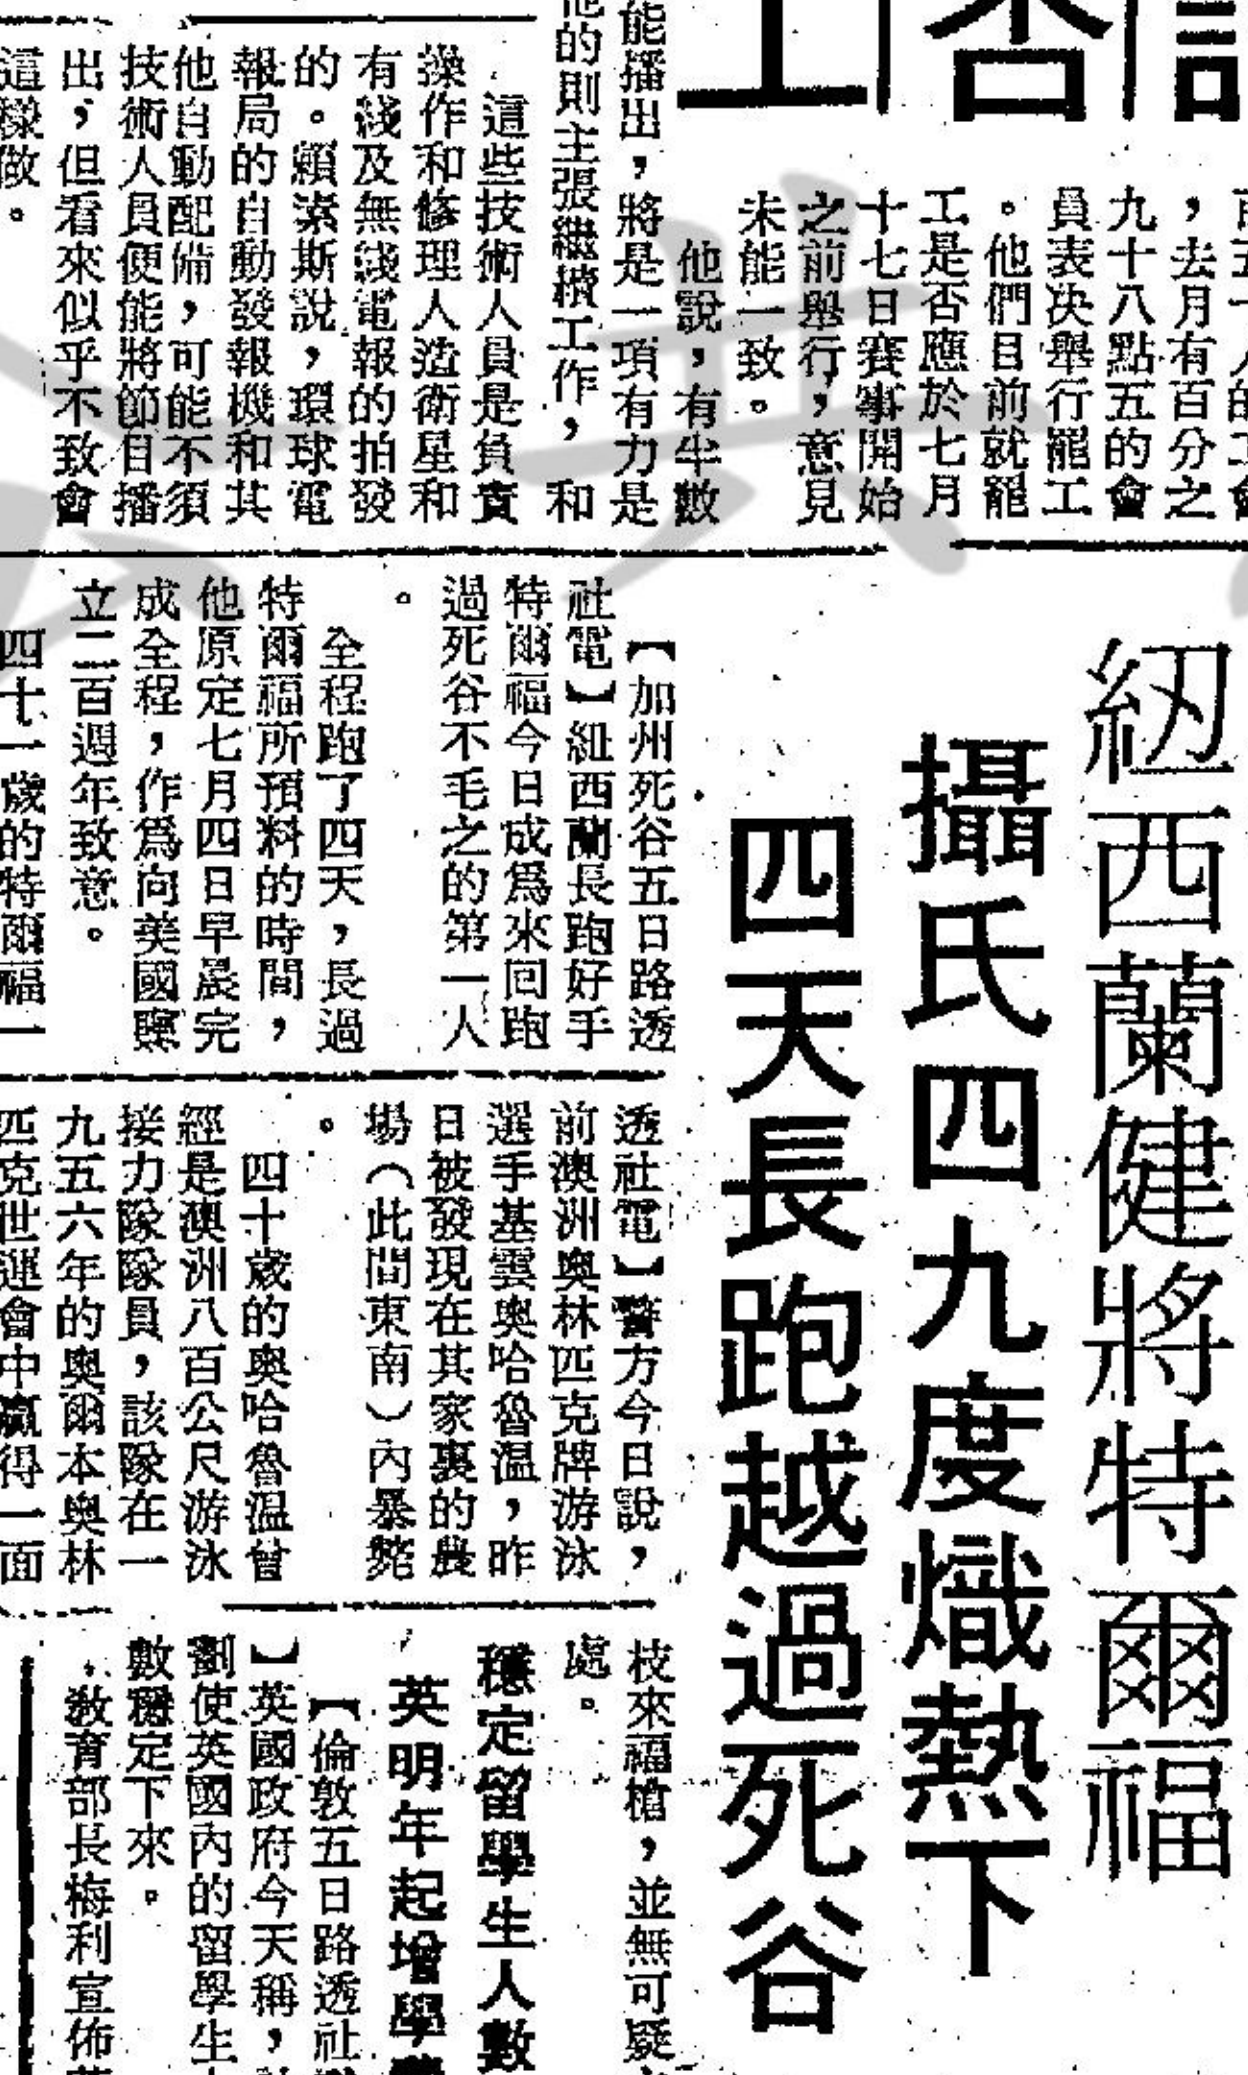 否
百五十人的工會
，去月有百分之
九十八點五的會
員表决舉行罷工
。他們目前就罷
工是否應於七月
十七日賽事開始
之前舉行，意見
未能一致。
他說，有半數
能播出，將是一項有力是
他的則主張繼續工作，和
這些技術人員是負責
操作和修理人造衛星和
有綫及無綫電報的拍發
的。賴索斯說，環球電
報局的自動發報機和其
他自動配備，可能不須
技術人員便能將節目播
出，但看來似乎不致會
這樣做。
紐西蘭健將特爾福
攝氏四九度熾熱下
四天長跑越過死谷
【加州死谷五日路透
社電】紐西蘭長跑好手
特爾福今日成爲來回跑
過死谷不毛之的第一人
。
全程跑了四天，長過
特爾福所預料的時間，
他原定七月四日早晨完
成全程，作爲向美國獨
立二百週年致意。
四十一歲的特爾福一
透社電】警方今日說，
前澳洲奧林匹克牌游泳
選手基雲奧哈魯温，昨
日被發現在其家裏的農
場（此間東南）內暴斃
。
四十歲的奥哈魯温曾
經是澳洲八百公尺游泳
接力隊隊員，該隊在一
九五六年的奥爾本奥林
匹克世運會中贏得一面
枝來福槍，並無可疑
處。
穩定留學生人數
英明年起增學
【倫敦五日路透社
】英國政府今天稱，
劃使英國內的留學生
數穩定下來。
教育部長梅利宣佈